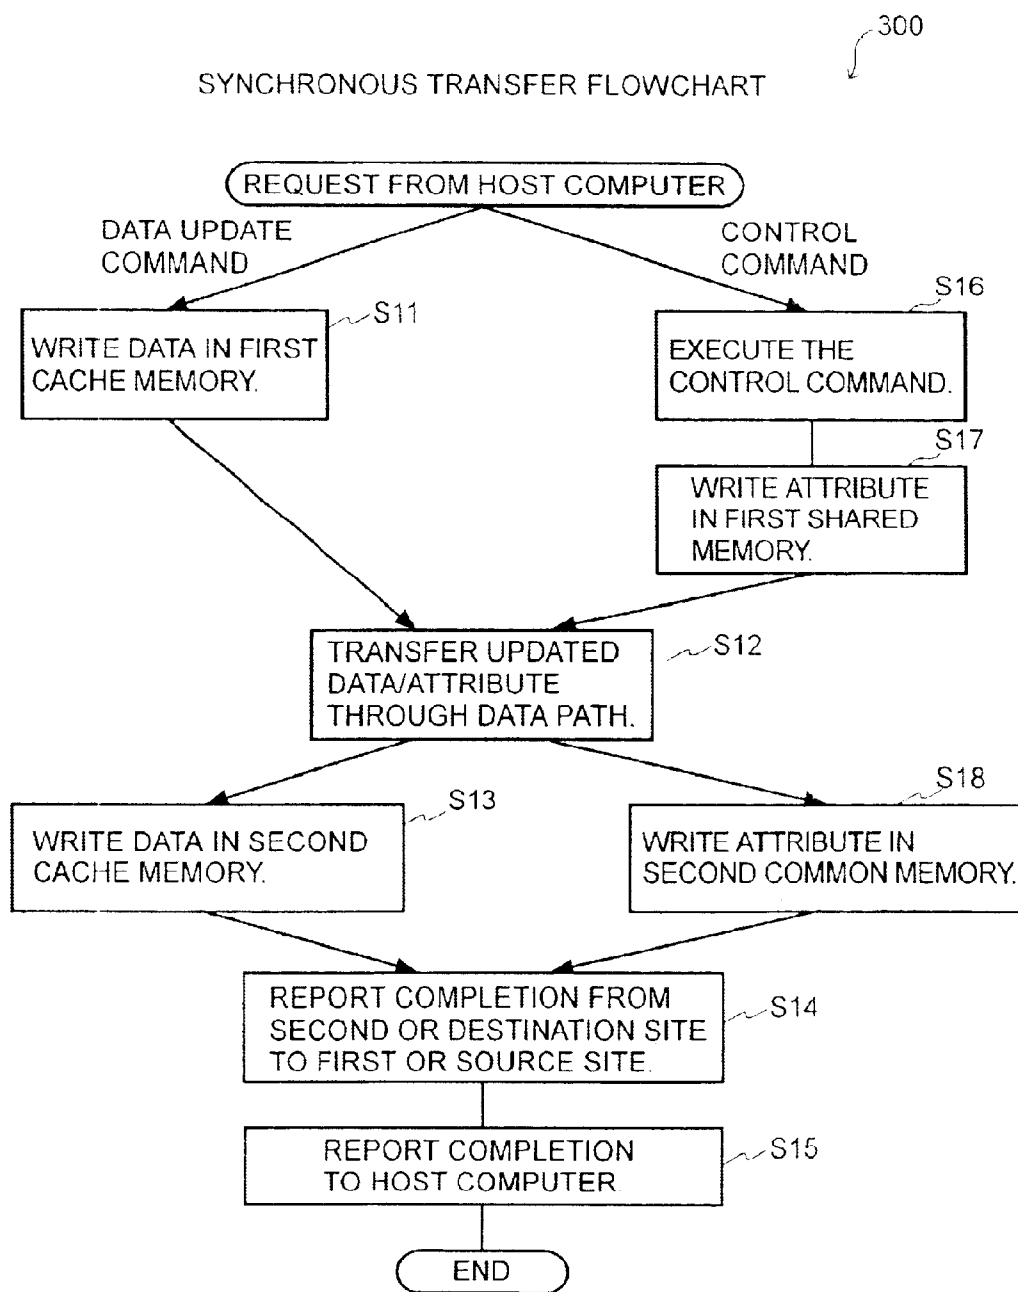 300
SYNCHRONOUS TRANSFER FLOWCHART
REQUEST FROM HOST COMPUTER
DATA UPDATE
COMMAND
CONTROL
COMMAND
S11
WRITE DATA IN FIRST
CACHE MEMORY.
S16
EXECUTE THE
CONTROL COMMAND.
S17
WRITE ATTRIBUTE
IN FIRST SHARED
MEMORY.
S12
TRANSFER UPDATED
DATA/ATTRIBUTE
THROUGH DATA PATH.
S13
WRITE DATA IN SECOND
CACHE MEMORY.
S18
WRITE ATTRIBUTE IN
SECOND COMMON MEMORY.
S14
REPORT COMPLETION FROM
SECOND OR DESTINATION SITE
TO FIRST OR SOURCE SITE.
S15
REPORT COMPLETION
TO HOST COMPUTER.
END